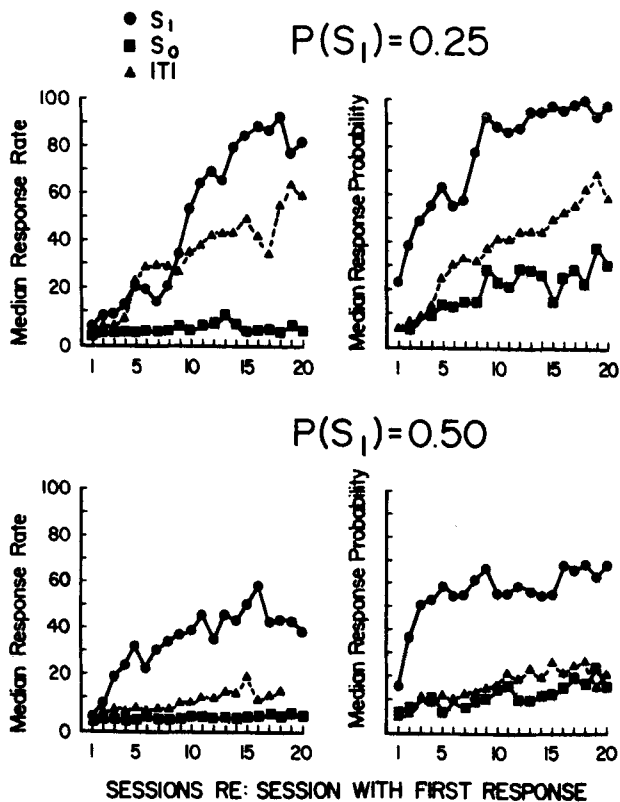 S1
S0
ITI
P(S1)=0.25
Median Response Rate
100
80
60
40
20
0
1 5 10 15 20
Median Response Probability
1 5 10 15 20
P(S1)=0.50
Median Response Rate
100
80
60
40
20
0
1 5 10 15 20
Median Response Probability
1 5 10 15 20
SESSIONS RE: SESSION WITH FIRST RESPONSE